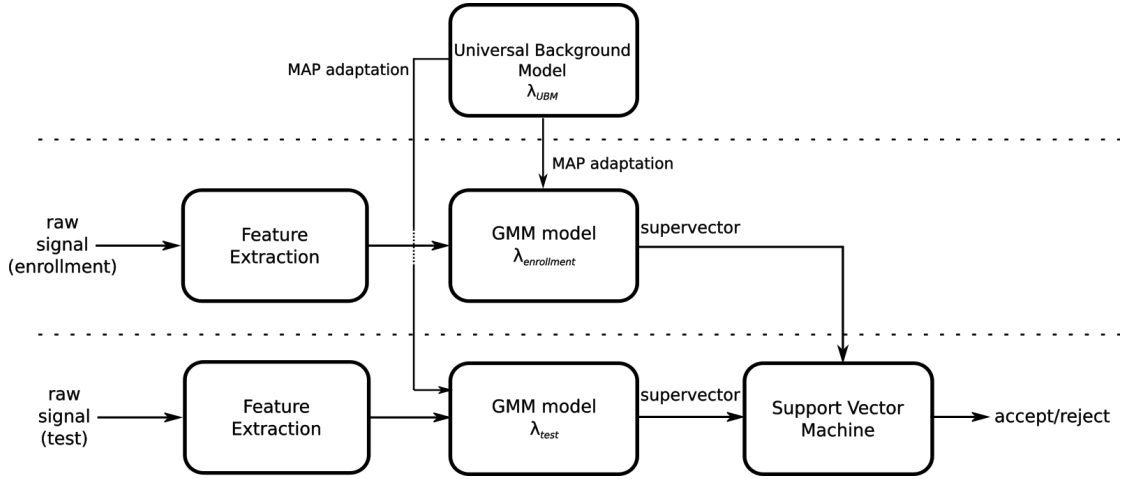 Universal Background
Model
λUBM
MAP adaptation
MAP adaptation
raw
signal
(enrollment)
Feature
Extraction
GMM model
λenrollment
supervector
raw
signal
(test)
Feature
Extraction
GMM model
λtest
supervector
Support Vector
Machine
accept/reject